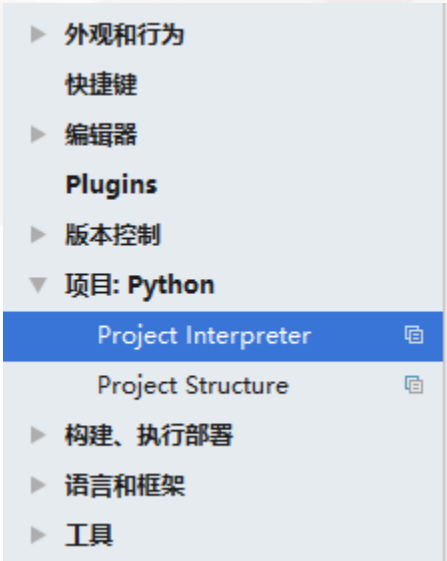 外观和行为
快捷键
编辑器
Plugins
版本控制
项目: Python
Project Interpreter
Project Structure
构建、执行部署
语言和框架
工具